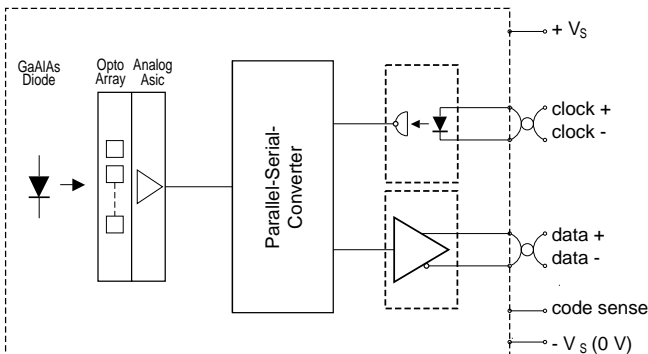 GaAlAs
Diode
Opto
Array
Analog
Asic
Parallel-Serial-
Converter
+ VS
clock +
clock -
data +
data -
code sense
- VS (0 V)